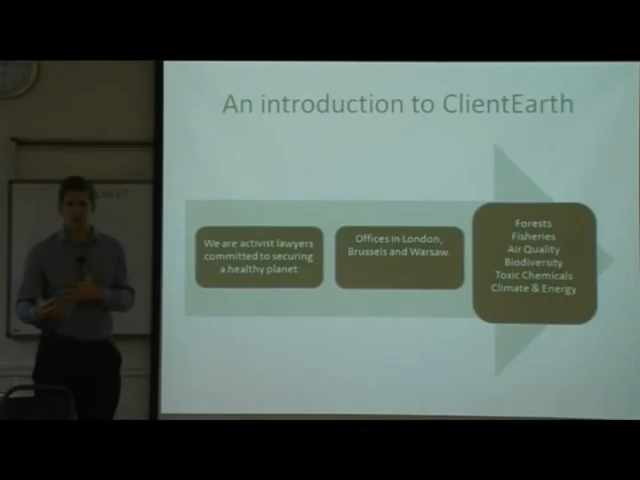 An introduction to ClientEarth
We are activist lawyers
committed to securing
a healthy planet
Offices in London,
Brussels and Warsaw.
Forests
Fisheries
Air Quality
Biodiversity
Toxic Chemicals
Climate & Energy